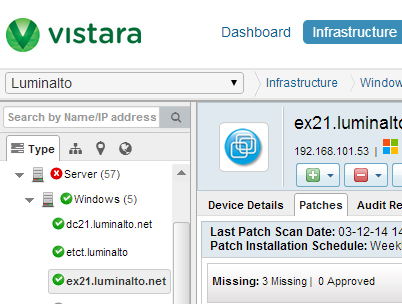 vistara
Dashboard
Infrastructure
Luminalto
Infrastructure
Window
Search by Name/IP address
Type
Server (57)
Windows (5)
dc21.luminalto.net
etct.luminalto.net
ex21.luminalto.net
ex21.luminalto
192.168.101.53 |
Device Details
Patches
Audit Re
Last Patch Scan Date: 03-12-14 14
Patch Installation Schedule: Week
Missing: 3 Missing | 0 Approved